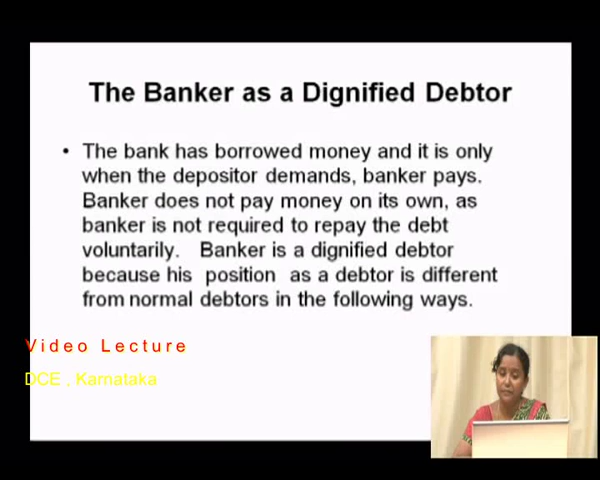 The Banker as a Dignified Debtor
• The bank has borrowed money and it is only
when the depositor demands, banker pays.
Banker does not pay money on its own, as
banker is not required to repay the debt
voluntarily. Banker is a dignified debtor
because his position as a debtor is different
from normal debtors in the following ways.
Video Lecture
DCE , Karnataka